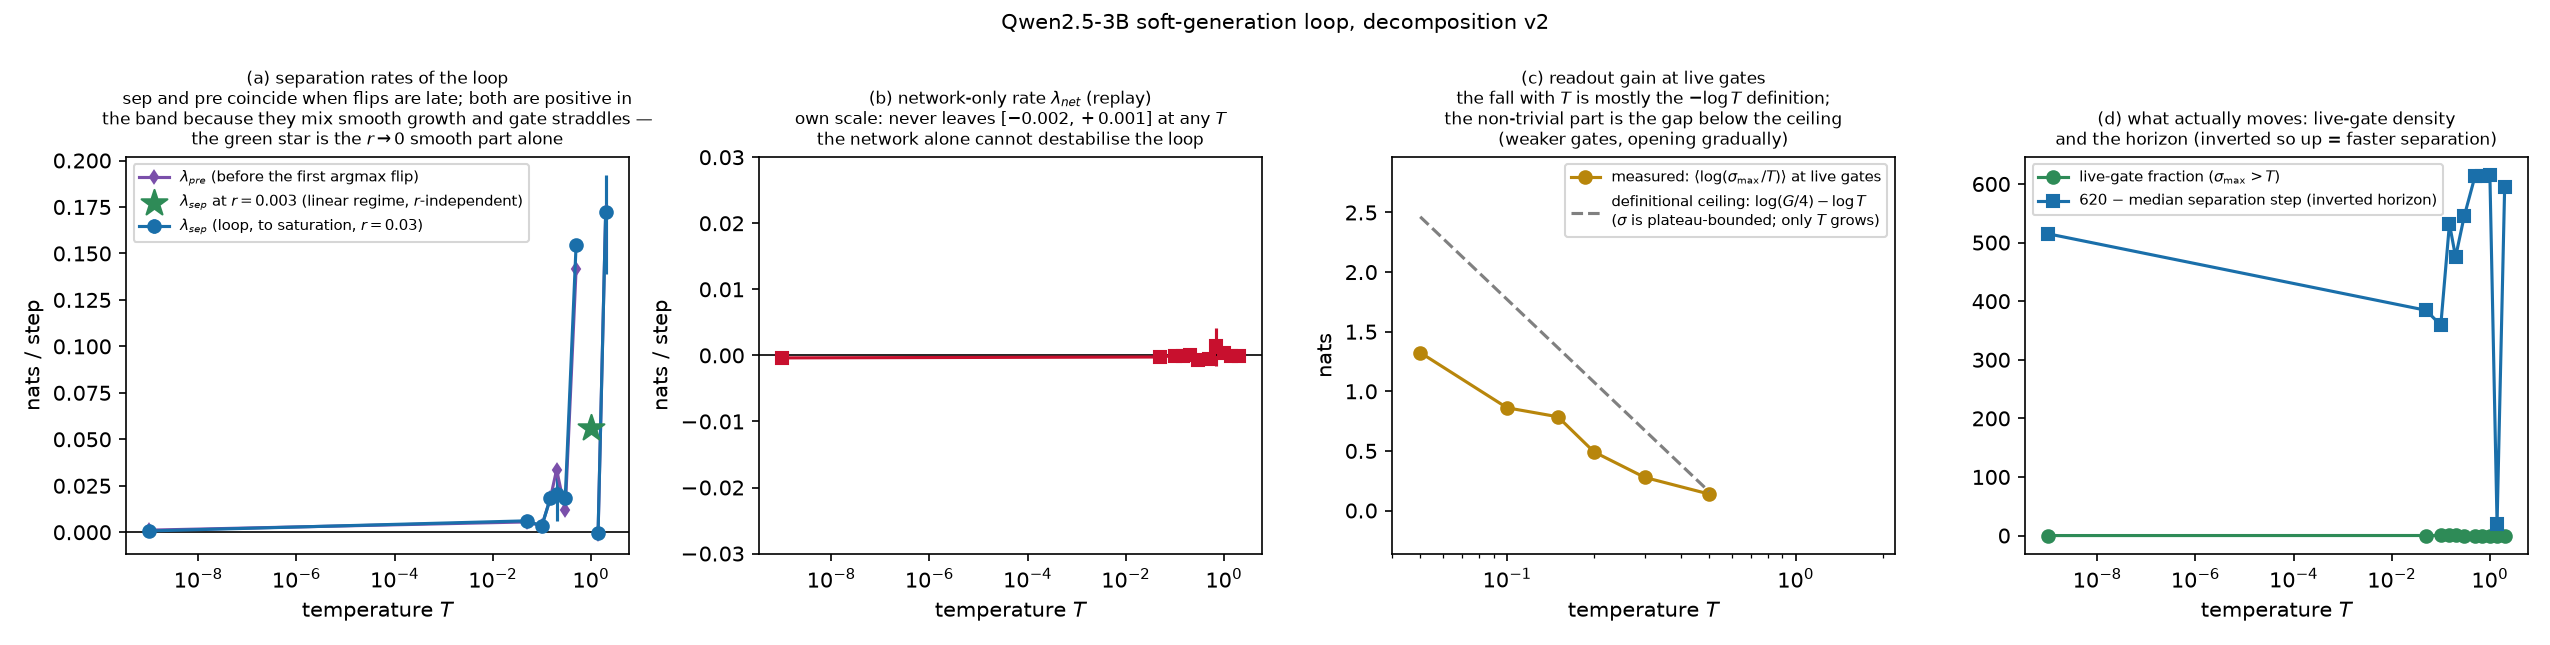 Qwen2.5-3B soft-generation loop, decomposition v2
(a) separation rates of the loop
sep and pre coincide when flips are late; both are positive in
the band because they mix smooth growth and gate straddles —
the green star is the r→0 smooth part alone
0.200
0.175
0.150
0.125
0.100
0.075
0.050
0.025
0.000
nats / step
λ_pre (before the first argmax flip)
λ_sep at r = 0.003 (linear regime, r-independent)
λ_sep (loop, to saturation, r = 0.03)
10⁻⁸
10⁻⁶
10⁻⁴
10⁻²
10⁰
temperature T
(b) network-only rate λ_net (replay)
own scale: never leaves [−0.002, +0.001] at any T
the network alone cannot destabilise the loop
0.03
0.02
0.01
0.00
−0.01
−0.02
−0.03
nats / step
10⁻⁸
10⁻⁶
10⁻⁴
10⁻²
10⁰
temperature T
(c) readout gain at live gates
the fall with T is mostly the −log T definition;
the non-trivial part is the gap below the ceiling
(weaker gates, opening gradually)
2.5
2.0
1.5
1.0
0.5
0.0
nats
measured: ⟨log(σ_max/T)⟩ at live gates
definitional ceiling: log(G/4) − log T
(σ is plateau-bounded; only T grows)
10⁻¹
10⁰
temperature T
(d) what actually moves: live-gate density
and the horizon (inverted so up = faster separation)
600
500
400
300
200
100
0
live-gate fraction (σ_max > T)
620 − median separation step (inverted horizon)
10⁻⁸
10⁻⁶
10⁻⁴
10⁻²
10⁰
temperature T